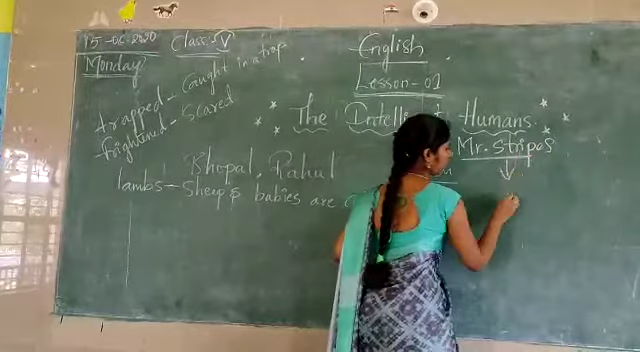 15-06-2020 Class:- V
Monday
English
Lesson - 01
trapped - Caught in a trap
frightened - Scared
The Humans
Mr. Stripes
Bhopal, Rahul
lambs - Sheep's babies are